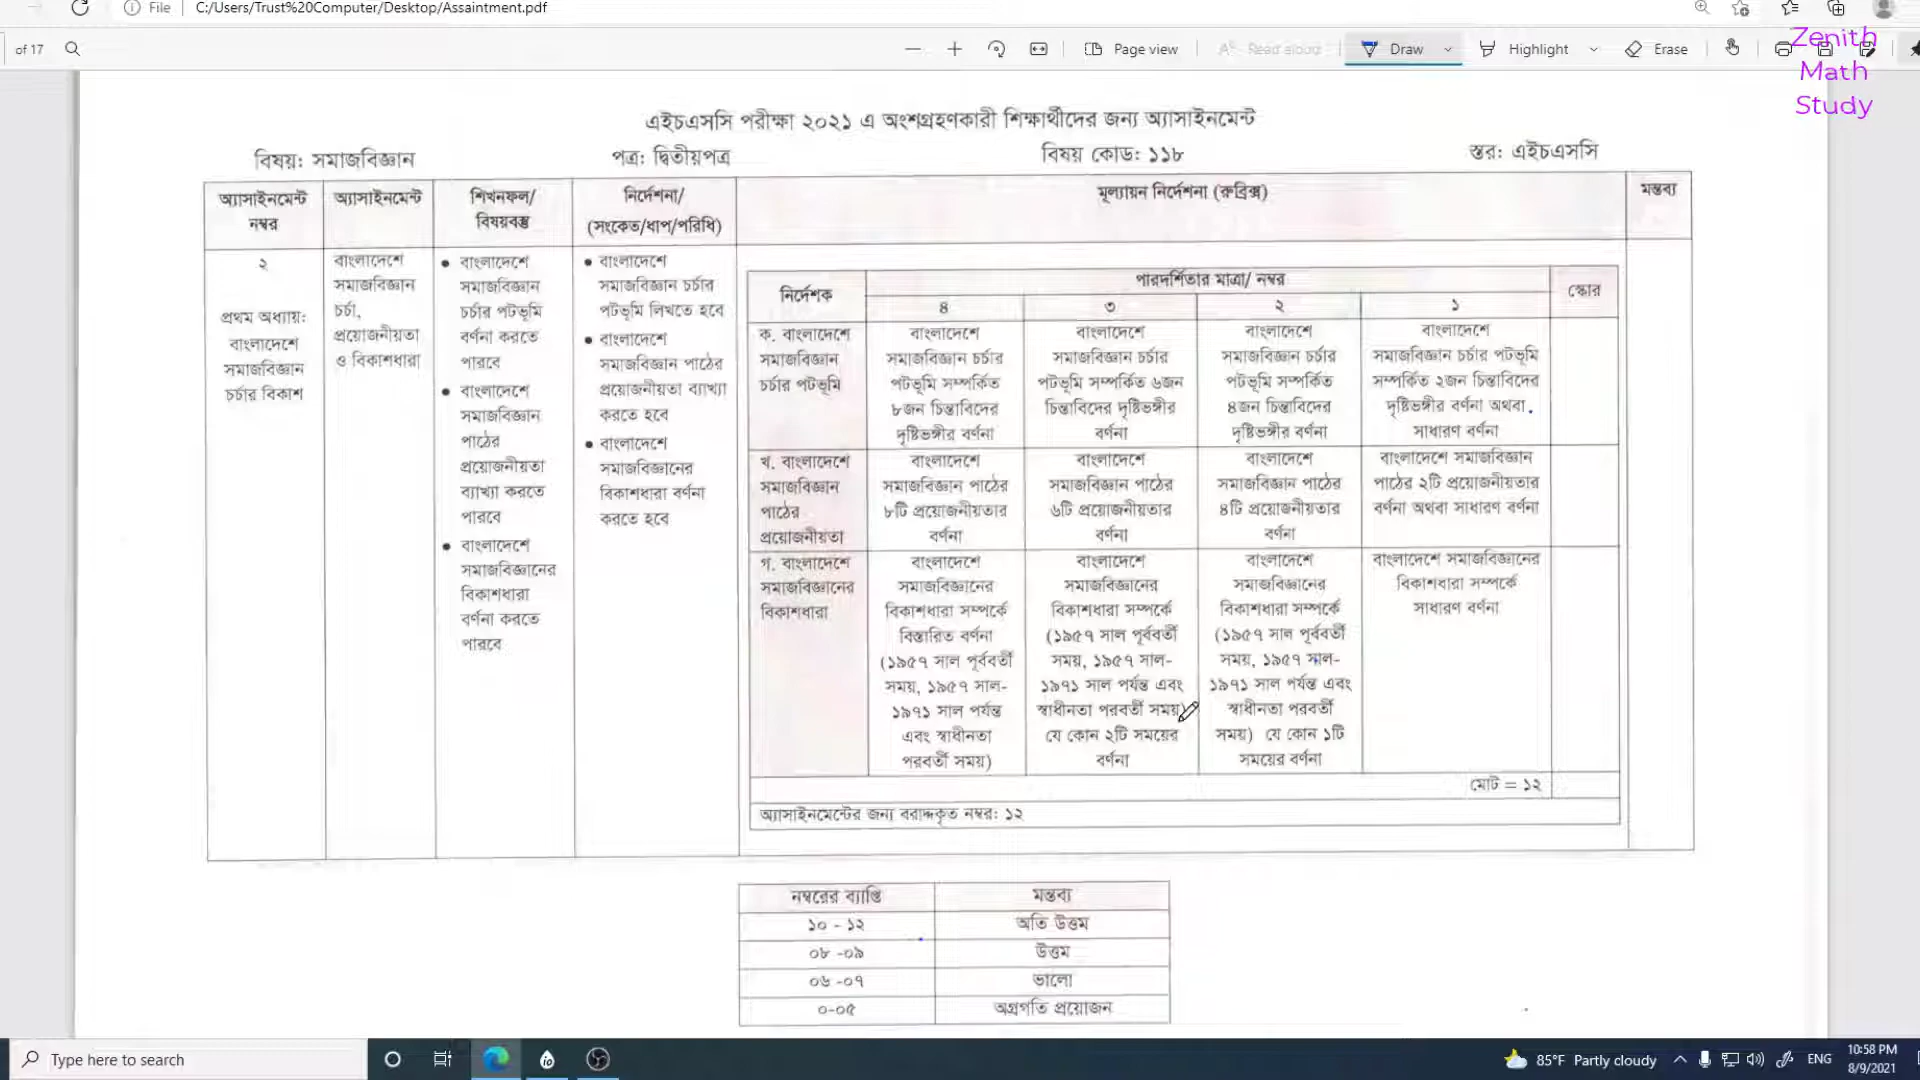 File C:/Users/Trust%20Computer/Desktop/Assaintment.pdf
of 17 Page view Read aloud Draw Highlight Erase
Zenith
Math
Study
এইচএসসি পরীক্ষা ২০২১ এ অংশগ্রহণকারী শিক্ষার্থীদের জন্য অ্যাসাইনমেন্ট
বিষয়: সমাজবিজ্ঞান পত্র: দ্বিতীয়পত্র বিষয় কোড: ১১৮ স্তর: এইচএসসি
অ্যাসাইনমেন্ট
নম্বর
অ্যাসাইনমেন্ট
শিখনফল/
বিষয়বস্তু
নির্দেশনা/
(সংকেত/ধাপ/পরিধি)
মূল্যায়ন নির্দেশনা (রুব্রিক্স)
মন্তব্য
২
প্রথম অধ্যায়:
বাংলাদেশে
সমাজবিজ্ঞান
চর্চার বিকাশ
বাংলাদেশে
সমাজবিজ্ঞান
চর্চা,
প্রয়োজনীয়তা
ও বিকাশধারা
• বাংলাদেশে
সমাজবিজ্ঞান
চর্চার পটভূমি
বর্ণনা করতে
পারবে
• বাংলাদেশে
সমাজবিজ্ঞান
পাঠের
প্রয়োজনীয়তা
ব্যাখ্যা করতে
পারবে
• বাংলাদেশে
সমাজবিজ্ঞানের
বিকাশধারা
বর্ণনা করতে
পারবে
• বাংলাদেশে
সমাজবিজ্ঞান চর্চার
পটভূমি লিখতে হবে
• বাংলাদেশে
সমাজবিজ্ঞান পাঠের
প্রয়োজনীয়তা ব্যাখ্যা
করতে হবে
• বাংলাদেশে
সমাজবিজ্ঞানের
বিকাশধারা বর্ণনা
করতে হবে
নির্দেশক
পারদর্শিতার মাত্রা/ নম্বর
স্কোর
৪ ৩ ২ ১
ক. বাংলাদেশে
সমাজবিজ্ঞান
চর্চার পটভূমি
বাংলাদেশে
সমাজবিজ্ঞান চর্চার
পটভূমি সম্পর্কিত
৮জন চিন্তাবিদের
দৃষ্টিভঙ্গীর বর্ণনা
বাংলাদেশে
সমাজবিজ্ঞান চর্চার
পটভূমি সম্পর্কিত ৬জন
চিন্তাবিদের দৃষ্টিভঙ্গীর
বর্ণনা
বাংলাদেশে
সমাজবিজ্ঞান চর্চার
পটভূমি সম্পর্কিত
৪জন চিন্তাবিদের
দৃষ্টিভঙ্গীর বর্ণনা
বাংলাদেশে
সমাজবিজ্ঞান চর্চার পটভূমি
সম্পর্কিত ২জন চিন্তাবিদের
দৃষ্টিভঙ্গীর বর্ণনা অথবা
সাধারণ বর্ণনা
খ. বাংলাদেশে
সমাজবিজ্ঞান
পাঠের
প্রয়োজনীয়তা
বাংলাদেশে
সমাজবিজ্ঞান পাঠের
৮টি প্রয়োজনীয়তার
বর্ণনা
বাংলাদেশে
সমাজবিজ্ঞান পাঠের
৬টি প্রয়োজনীয়তার
বর্ণনা
বাংলাদেশে
সমাজবিজ্ঞান পাঠের
৪টি প্রয়োজনীয়তার
বর্ণনা
বাংলাদেশে সমাজবিজ্ঞান
পাঠের ২টি প্রয়োজনীয়তার
বর্ণনা অথবা সাধারণ বর্ণনা
গ. বাংলাদেশে
সমাজবিজ্ঞানের
বিকাশধারা
বাংলাদেশে
সমাজবিজ্ঞানের
বিকাশধারা সম্পর্কে
বিস্তারিত বর্ণনা
(১৯৫৭ সাল পূর্ববর্তী
সময়, ১৯৫৭ সাল-
১৯৭১ সাল পর্যন্ত
এবং স্বাধীনতা
পরবর্তী সময়)
বাংলাদেশে
সমাজবিজ্ঞানের
বিকাশধারা সম্পর্কে
(১৯৫৭ সাল পূর্ববর্তী
সময়, ১৯৫৭ সাল-
১৯৭১ সাল পর্যন্ত এবং
স্বাধীনতা পরবর্তী সময়)
যে কোন ২টি সময়ের
বর্ণনা
বাংলাদেশে
সমাজবিজ্ঞানের
বিকাশধারা সম্পর্কে
(১৯৫৭ সাল পূর্ববর্তী
সময়, ১৯৫৭ সাল-
১৯৭১ সাল পর্যন্ত এবং
স্বাধীনতা পরবর্তী
সময়) যে কোন ১টি
সময়ের বর্ণনা
বাংলাদেশে সমাজবিজ্ঞানের
বিকাশধারা সম্পর্কে
সাধারণ বর্ণনা
মোট = ১২
অ্যাসাইনমেন্টের জন্য বরাদ্দকৃত নম্বর: ১২
নম্বরের ব্যাপ্তি মন্তব্য
১০ - ১২ অতি উত্তম
০৮ -০৯ উত্তম
০৬ -০৭ ভালো
০-০৫ অগ্রগতি প্রয়োজন
Type here to search 85°F Partly cloudy ENG 10:58 PM
8/9/2021